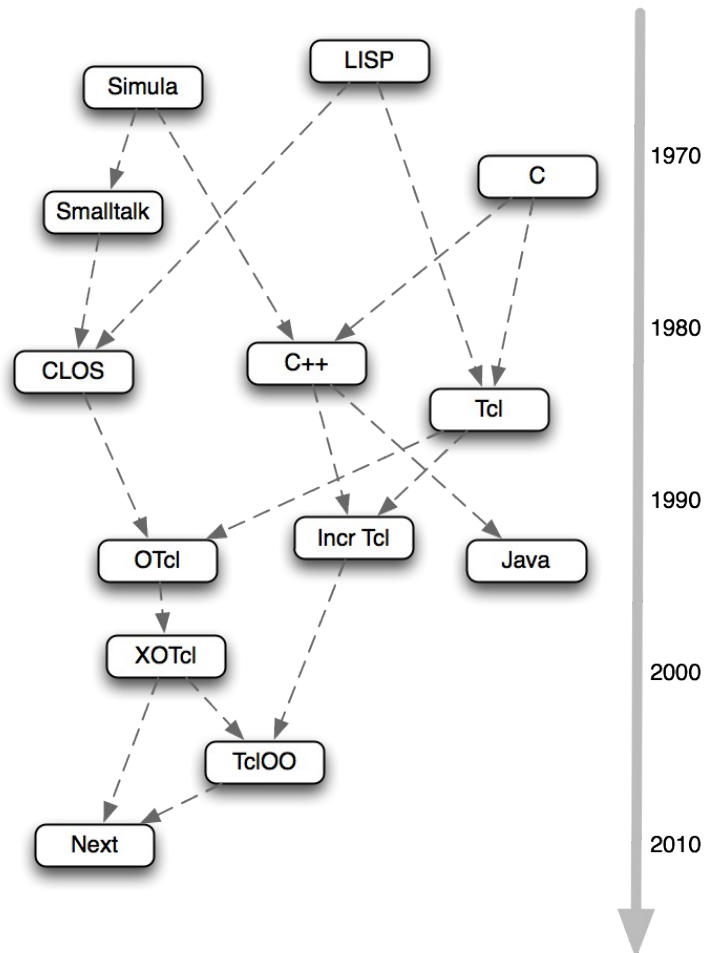 LISP
Simula
1970
C
Smalltalk
1980
C++
CLOS
Tcl
1990
Incr Tcl
OTcl
Java
XOTcl
2000
TclOO
Next
2010